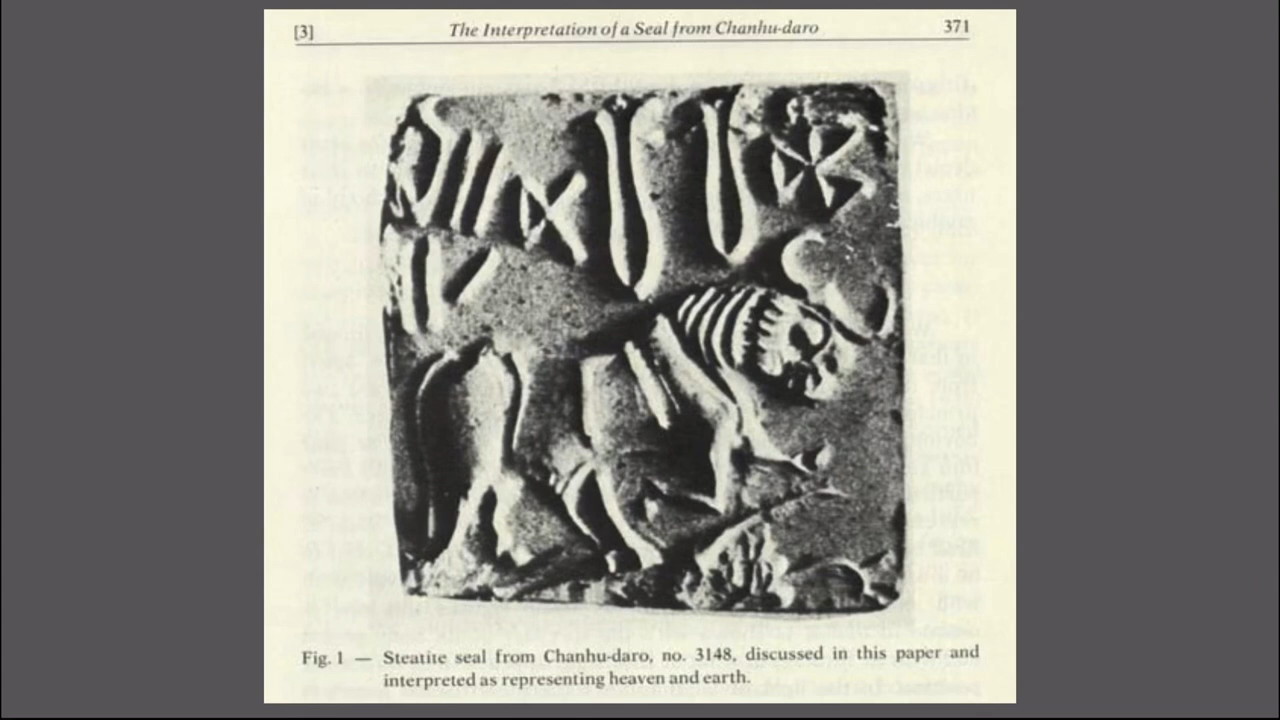 [3] The Interpretation of a Seal from Chanhu-daro 371
Fig. 1 — Steatite seal from Chanhu-daro, no. 3148, discussed in this paper and
interpreted as representing heaven and earth.